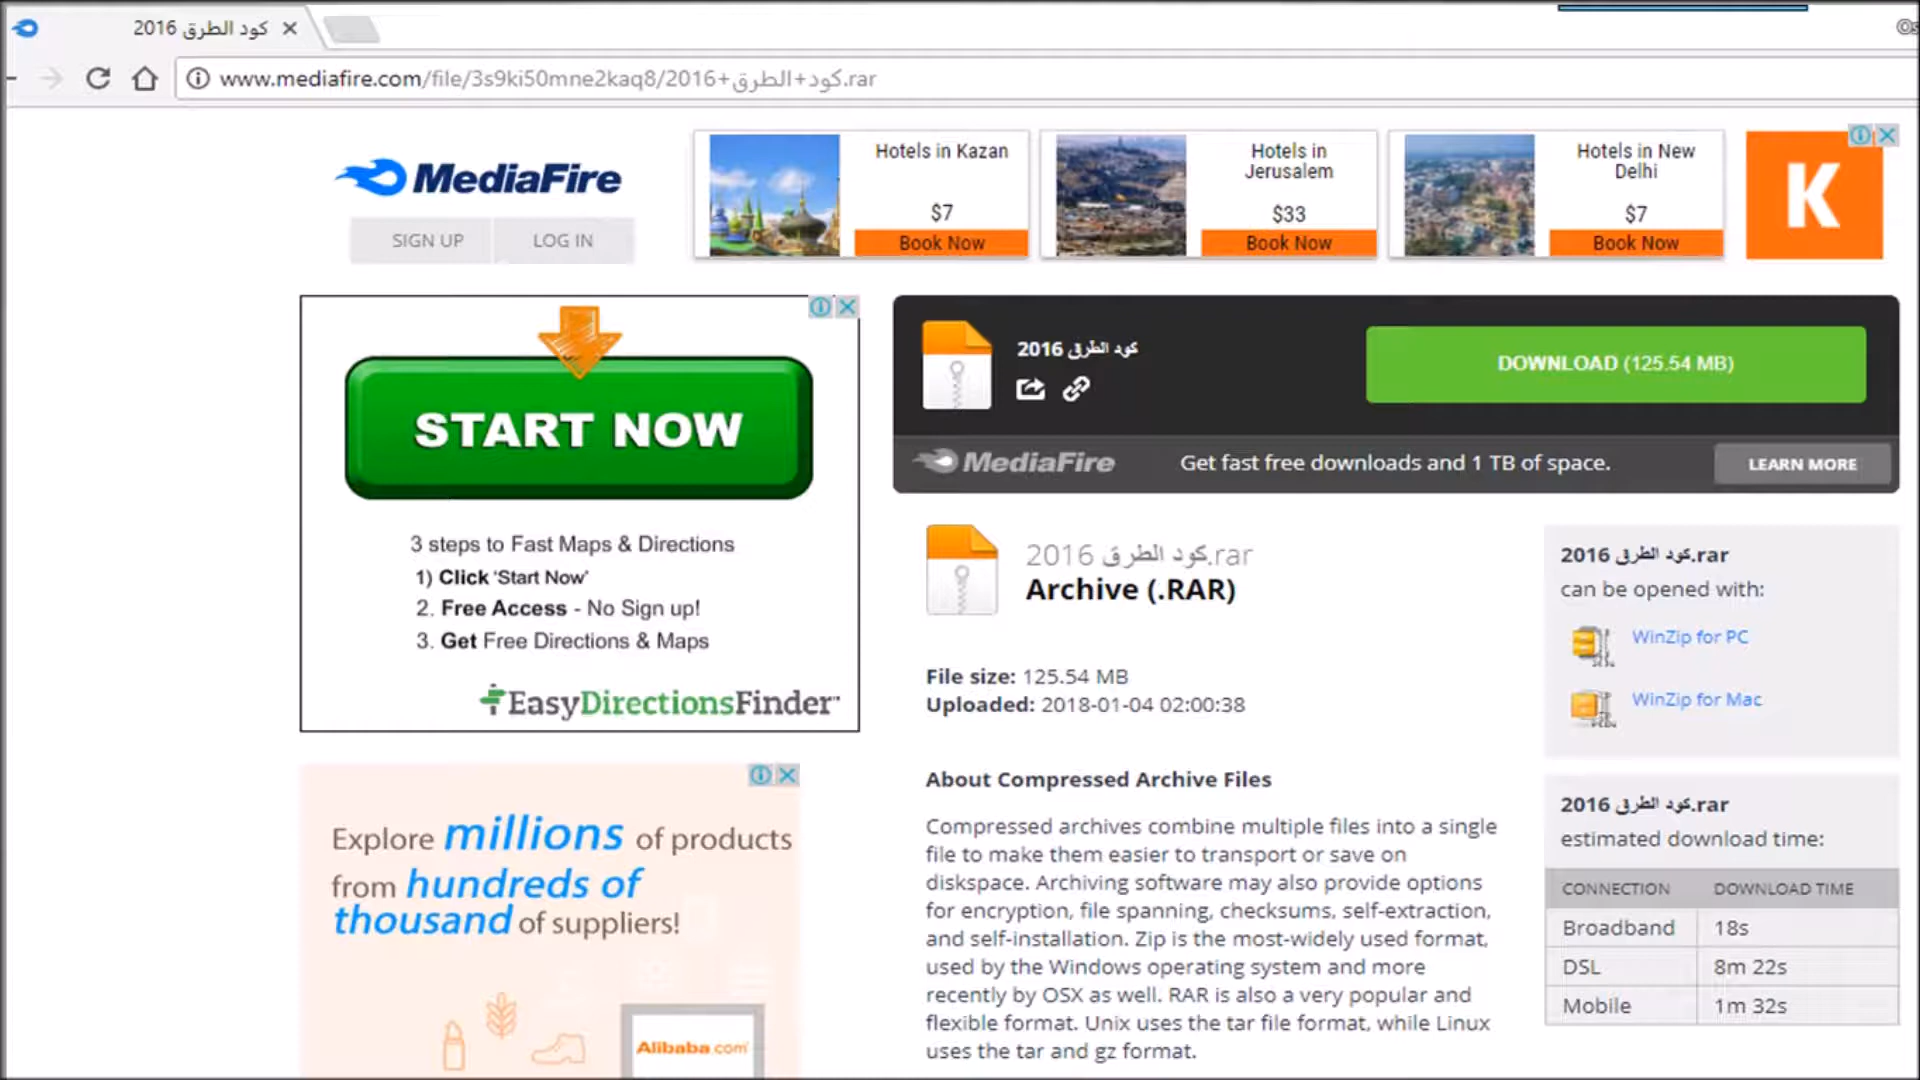 2016 كود الطرق
www.mediafire.com/file/3s9ki50mne2kaq8/2016+كود+الطرق.rar
MediaFire
SIGN UP
LOG IN
Hotels in Kazan
$7
Book Now
Hotels in
Jerusalem
$33
Book Now
Hotels in New
Delhi
$7
Book Now
K
START NOW
3 steps to Fast Maps & Directions
1) Click 'Start Now'
2. Free Access - No Sign up!
3. Get Free Directions & Maps
EasyDirectionsFinder
Explore millions of products
from hundreds of
thousand of suppliers!
Alibaba.com
2016 كود الطرق
DOWNLOAD (125.54 MB)
MediaFire
Get fast free downloads and 1 TB of space.
LEARN MORE
2016 كود الطرق.rar
Archive (.RAR)
File size: 125.54 MB
Uploaded: 2018-01-04 02:00:38
About Compressed Archive Files
Compressed archives combine multiple files into a single
file to make them easier to transport or save on
diskspace. Archiving software may also provide options
for encryption, file spanning, checksums, self-extraction,
and self-installation. Zip is the most-widely used format,
used by the Windows operating system and more
recently by OSX as well. RAR is also a very popular and
flexible format. Unix uses the tar file format, while Linux
uses the tar and gz format.
2016 كود الطرق.rar
can be opened with:
WinZip for PC
WinZip for Mac
2016 كود الطرق.rar
estimated download time:
CONNECTION DOWNLOAD TIME
Broadband 18s
DSL 8m 22s
Mobile 1m 32s